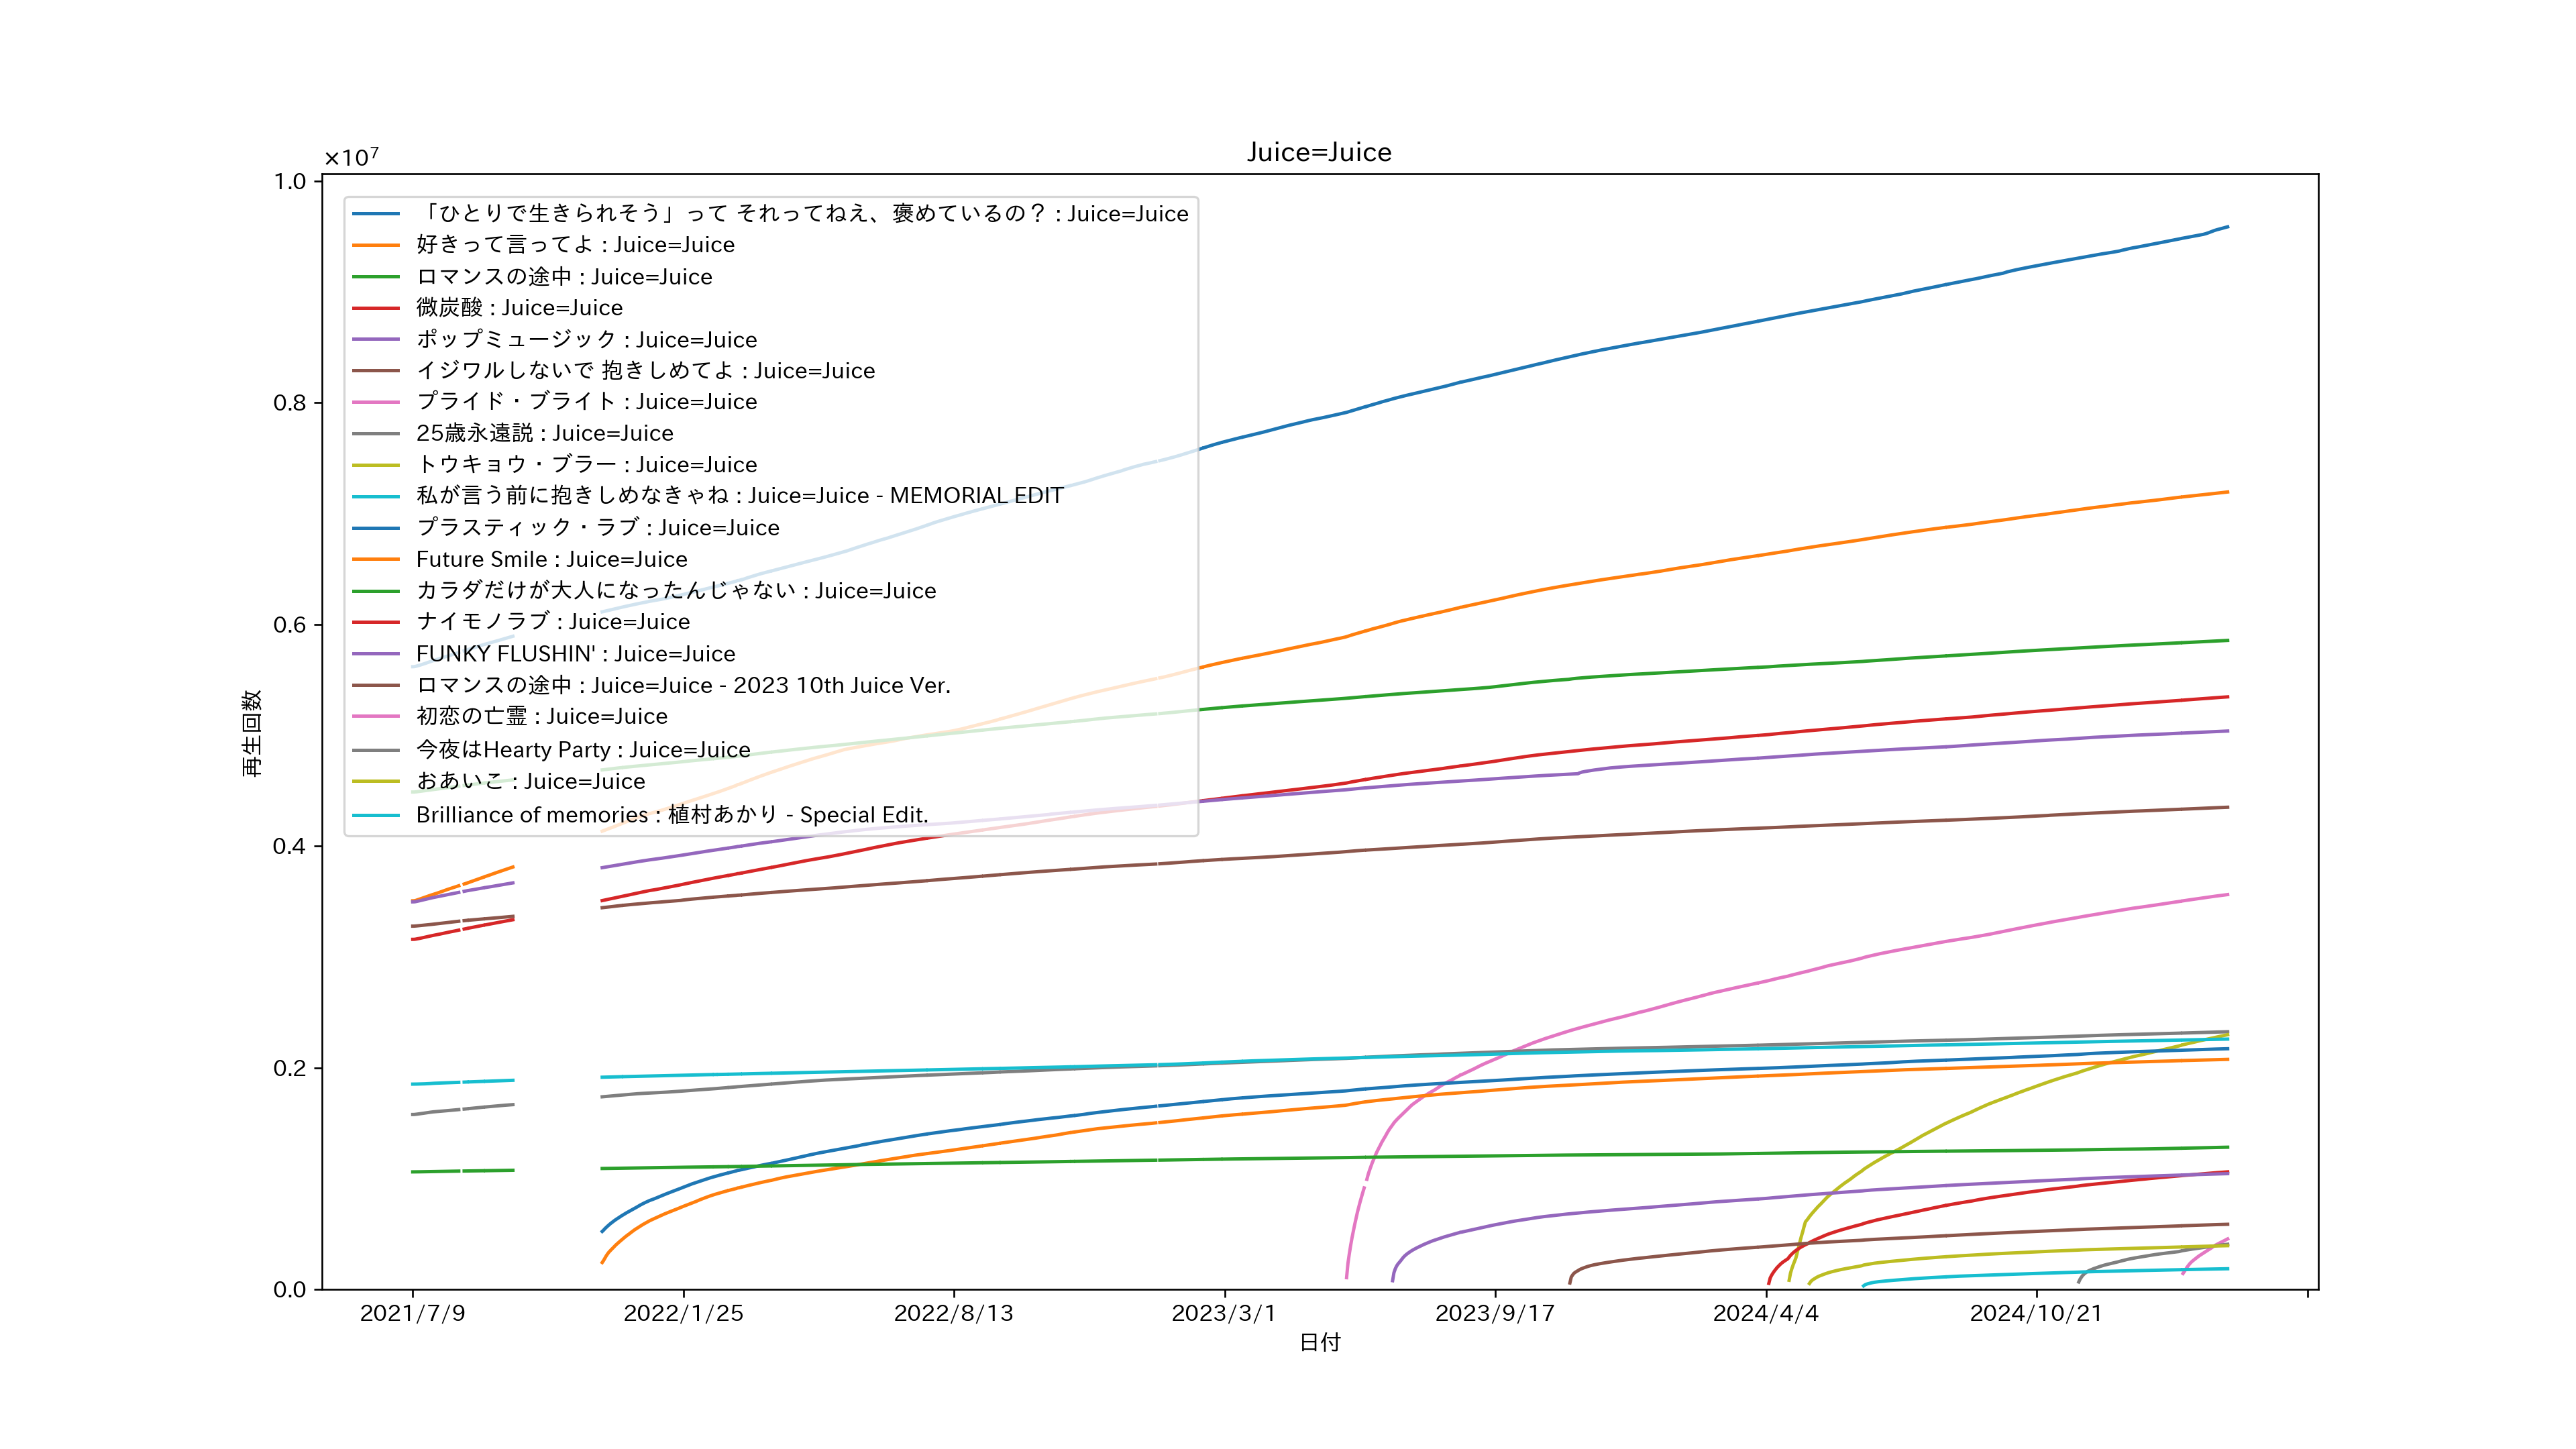 Juice=Juice
×10⁷
1.0
0.8
0.6
0.4
0.2
0.0
再生回数
「ひとりで生きられそう」って それってねえ、褒めているの？ : Juice=Juice
好きって言ってよ : Juice=Juice
ロマンスの途中 : Juice=Juice
微炭酸 : Juice=Juice
ポップミュージック : Juice=Juice
イジワルしないで 抱きしめてよ : Juice=Juice
プライド・ブライト : Juice=Juice
25歳永遠説 : Juice=Juice
トウキョウ・ブラー : Juice=Juice
私が言う前に抱きしめなきゃね : Juice=Juice - MEMORIAL EDIT
プラスティック・ラブ : Juice=Juice
Future Smile : Juice=Juice
カラダだけが大人になったんじゃない : Juice=Juice
ナイモノラブ : Juice=Juice
FUNKY FLUSHIN' : Juice=Juice
ロマンスの途中 : Juice=Juice - 2023 10th Juice Ver.
初恋の亡霊 : Juice=Juice
今夜はHearty Party : Juice=Juice
おあいこ : Juice=Juice
Brilliance of memories : 植村あかり - Special Edit.
2021/7/9
2022/1/25
2022/8/13
2023/3/1
2023/9/17
2024/4/4
2024/10/21
日付